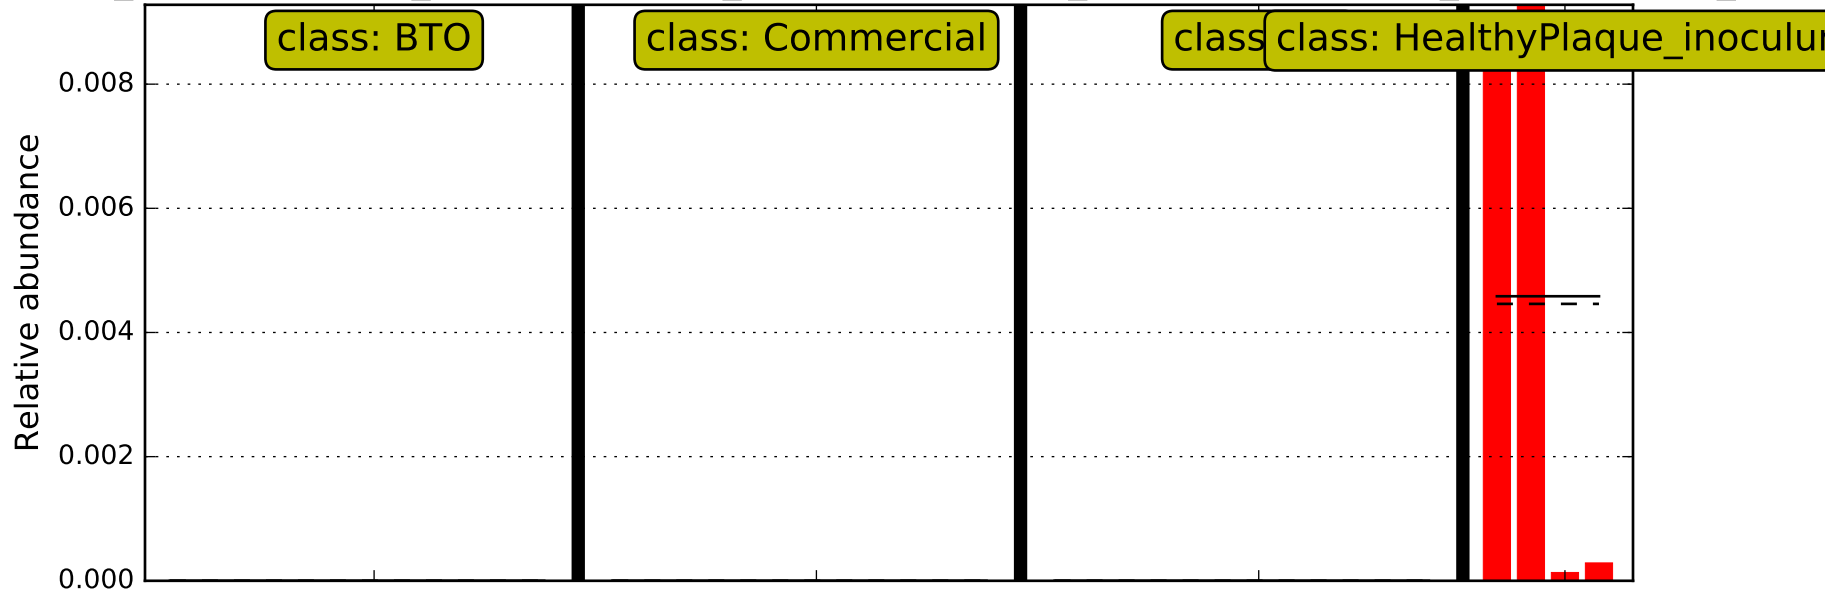 class: BTO
class: Commercial
class
class: HealthyPlaque_inoculu
0.008
0.006
0.004
0.002
0.000
Relative abundance